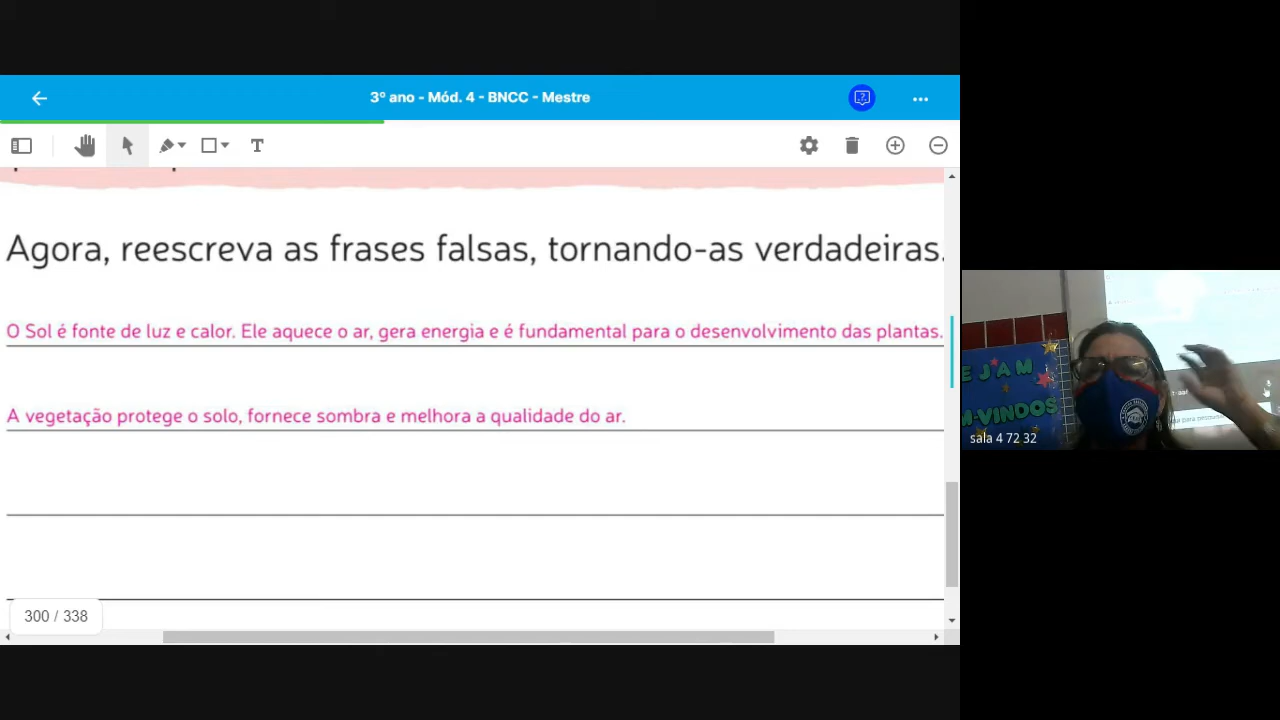 3º ano - Mód. 4 - BNCC - Mestre
T
Agora, reescreva as frases falsas, tornando-as verdadeiras.
O Sol é fonte de luz e calor. Ele aquece o ar, gera energia e é fundamental para o desenvolvimento das plantas.
A vegetação protege o solo, fornece sombra e melhora a qualidade do ar.
300 / 338
EJAM
M-VINDOS
sala 4 72 32